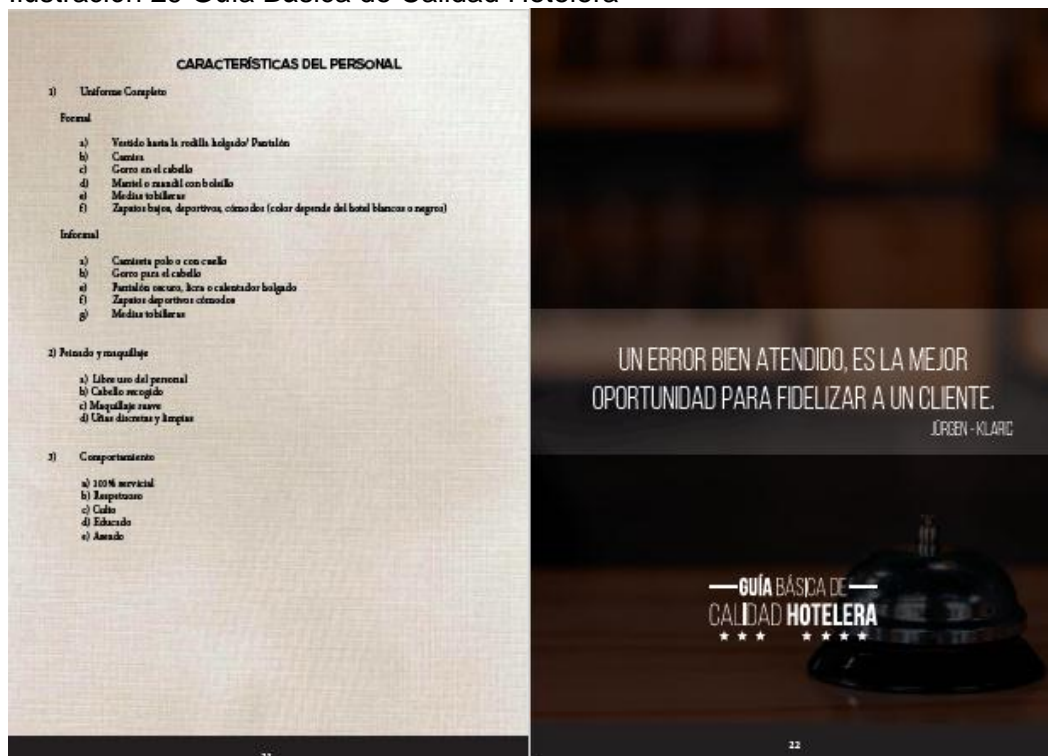 Ilustración 20 Guía Básica de Calidad Hotelera
CARACTERÍSTICAS DEL PERSONAL
1) Uniforme Completo
Formal
a) Vestido hasta la rodilla holgado/ Pantalón
b) Camisa
c) Gorro en el cabello
d) Mantel o mandil con bolsillo
e) Medias tobilleras
f) Zapatos bajos, deportivos, cómodos (color depende del hotel blancos o negros)
Informal
a) Camiseta polo o con cuello
b) Gorro para el cabello
e) Pantalón oscuro, licra o calentador holgado
f) Zapatos deportivos cómodos
g) Medias tobilleras
2) Peinado y maquillaje
a) Libre uso del personal
b) Cabello recogido
c) Maquillaje suave
d) Uñas discretas y limpias
3) Comportamiento
a) 101% servicial
b) Respetuoso
c) Culto
d) Educado
e) Aseado
UN ERROR BIEN ATENDIDO, ES LA MEJOR
OPORTUNIDAD PARA FIDELIZAR A UN CLIENTE.
JÜRGEN - KLARIC
GUÍA BÁSICA DE
CALIDAD HOTELERA
22